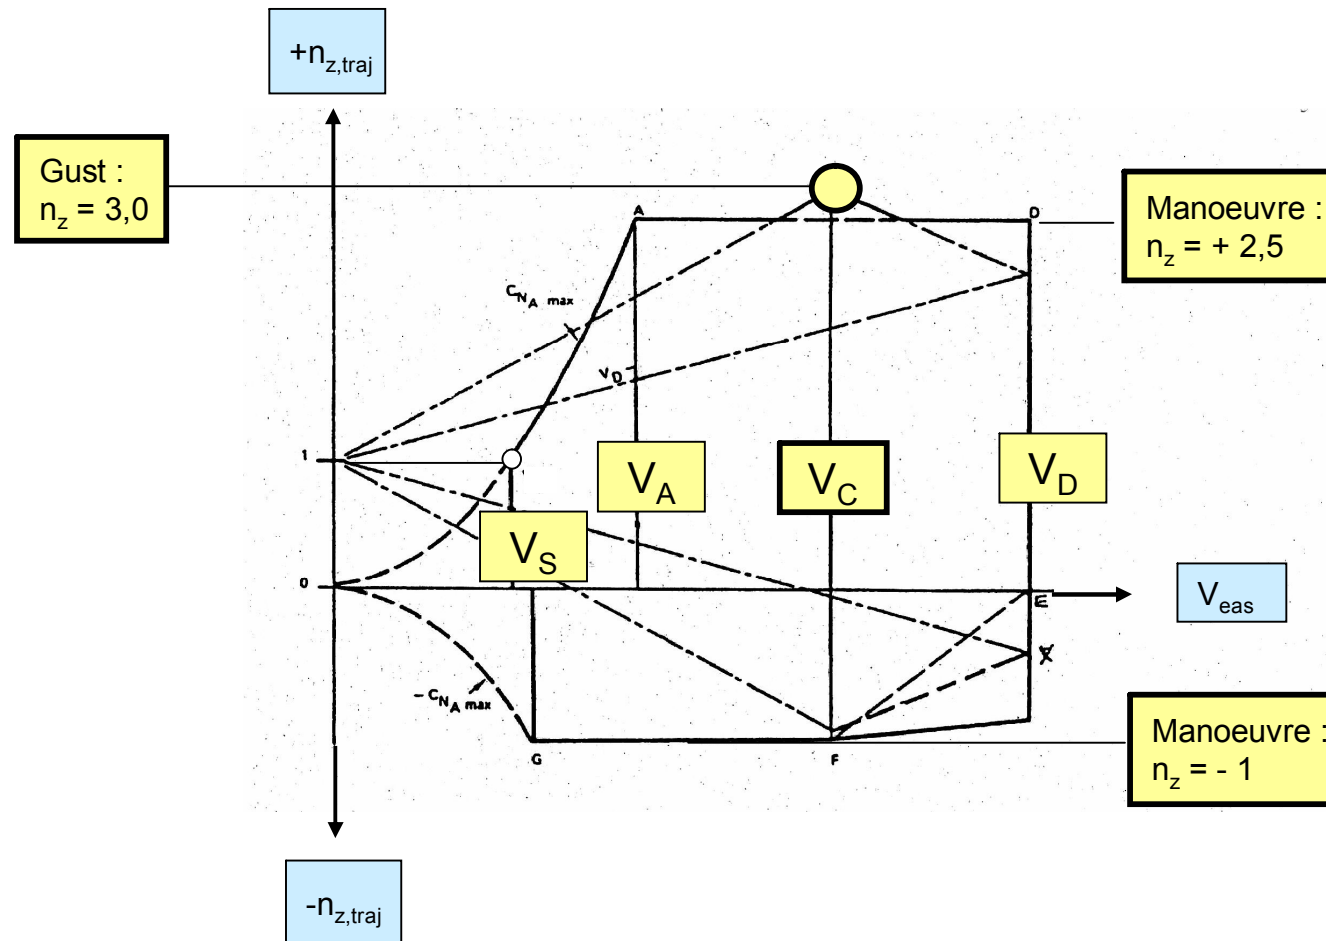 +nz,traj
Gust :
nz = 3,0
A
D
Manoeuvre :
nz = + 2,5
CNA max
VD
1
VA
VC
VD
VS
0
E
Veas
- CNA max
G
F
Manoeuvre :
nz = - 1
-nz,traj